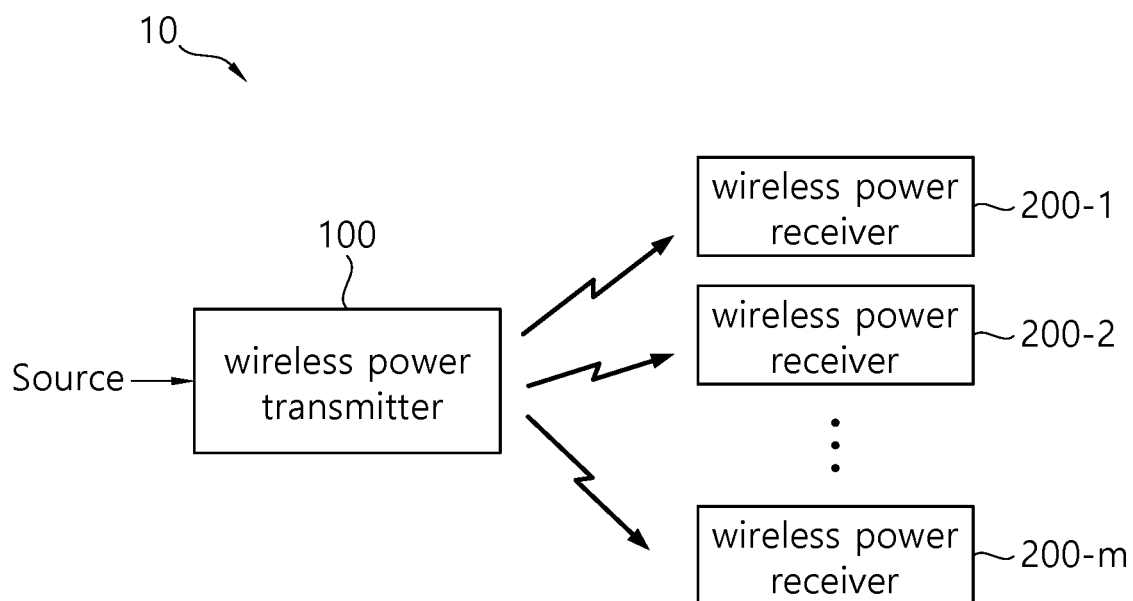 10
wireless power
receiver
200-1
100
wireless power
receiver
200-2
Source
wireless power
transmitter
wireless power
receiver
200-m